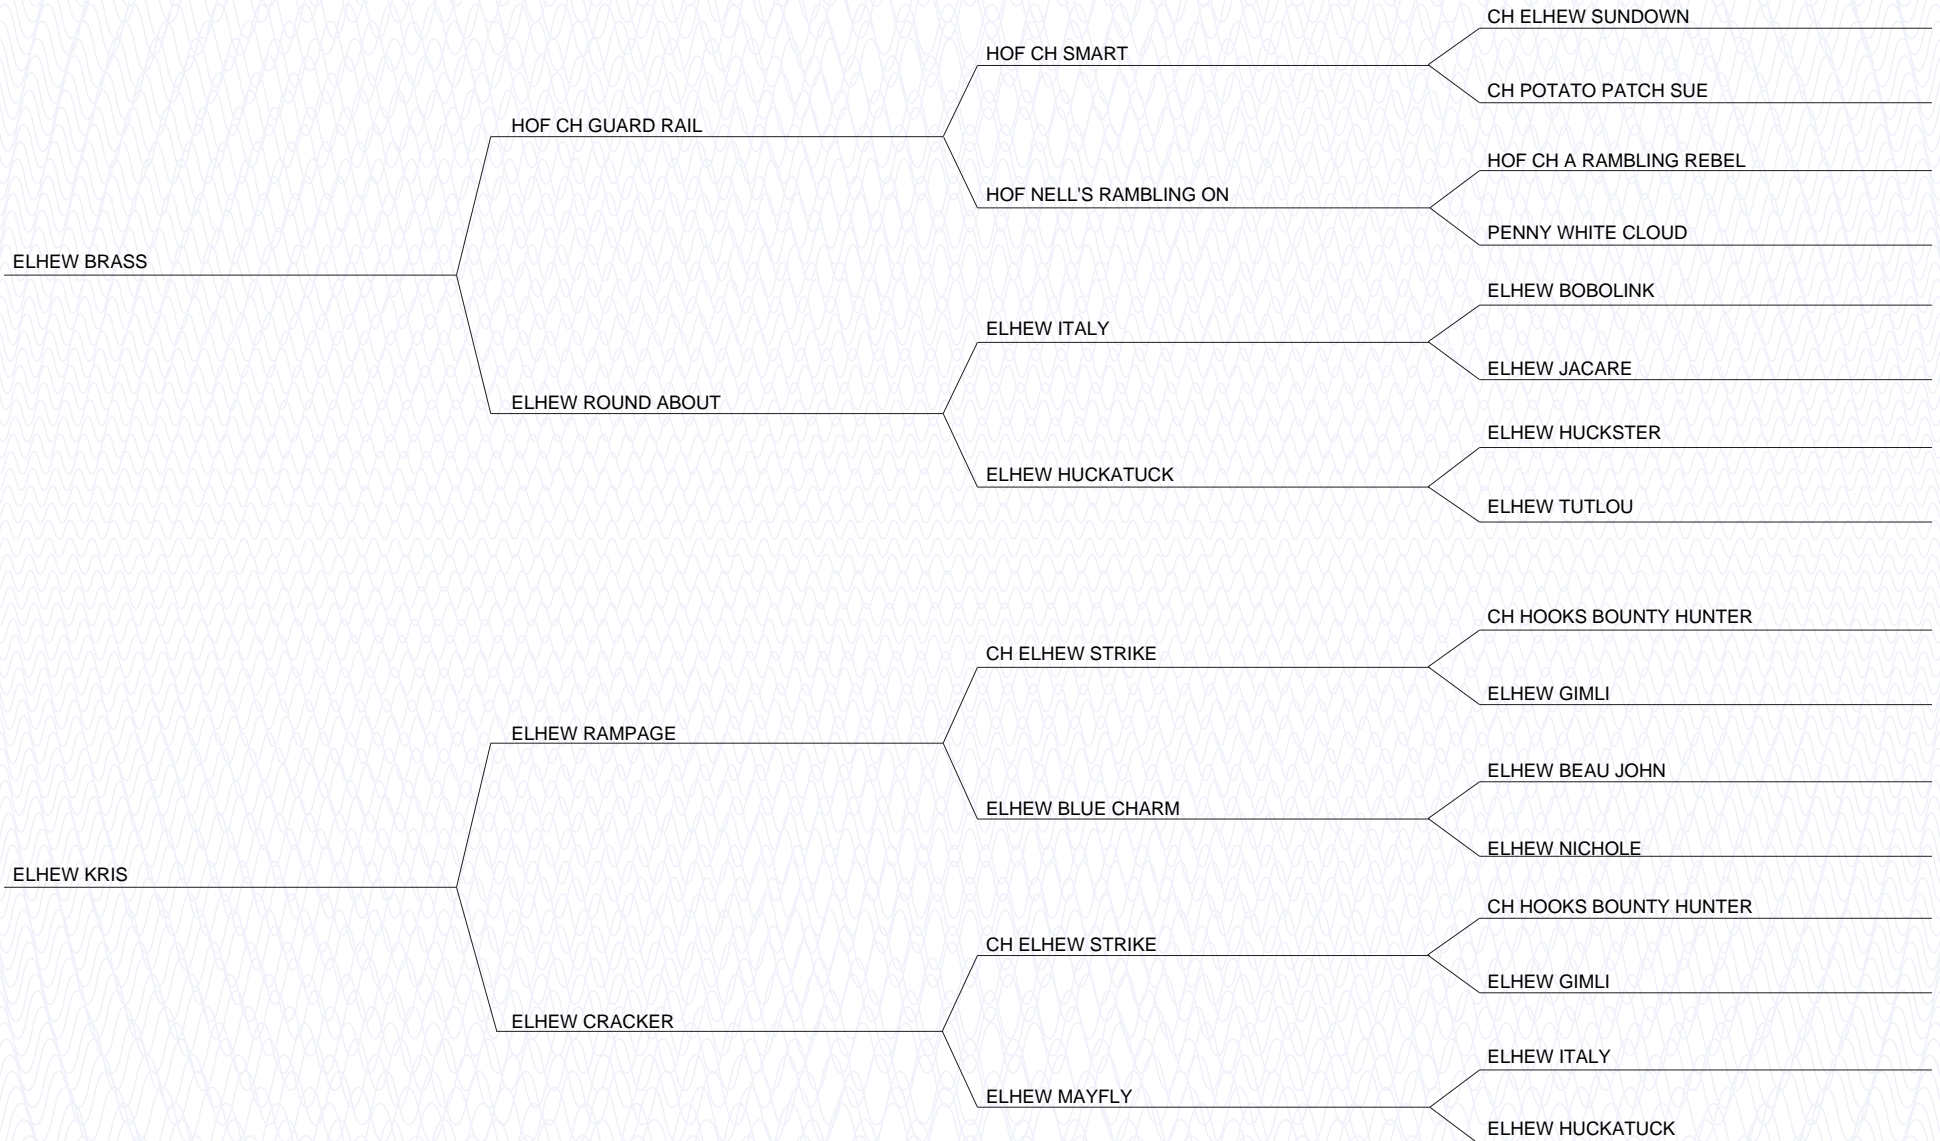 CH ELHEW SUNDOWN
HOF CH SMART
CH POTATO PATCH SUE
HOF CH GUARD RAIL
HOF CH A RAMBLING REBEL
HOF NELL'S RAMBLING ON
PENNY WHITE CLOUD
ELHEW BRASS
ELHEW BOBOLINK
ELHEW ITALY
ELHEW JACARE
ELHEW ROUND ABOUT
ELHEW HUCKSTER
ELHEW HUCKATUCK
ELHEW TUTLOU
CH HOOKS BOUNTY HUNTER
CH ELHEW STRIKE
ELHEW GIMLI
ELHEW RAMPAGE
ELHEW BEAU JOHN
ELHEW BLUE CHARM
ELHEW NICHOLE
ELHEW KRIS
CH HOOKS BOUNTY HUNTER
CH ELHEW STRIKE
ELHEW GIMLI
ELHEW CRACKER
ELHEW ITALY
ELHEW MAYFLY
ELHEW HUCKATUCK